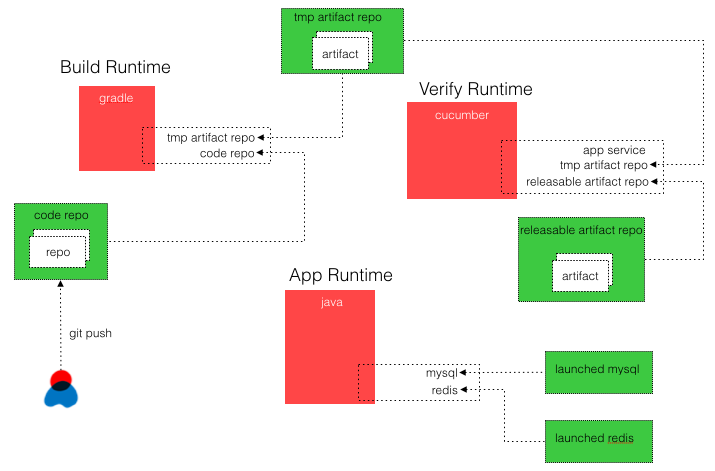 tmp artifact repo
artifact
Build Runtime
gradle
tmp artifact repo
code repo
Verify Runtime
cucumber
app service
tmp artifact repo
releasable artifact repo
code repo
repo
releasable artifact repo
artifact
git push
App Runtime
java
mysql
redis
launched mysql
launched redis